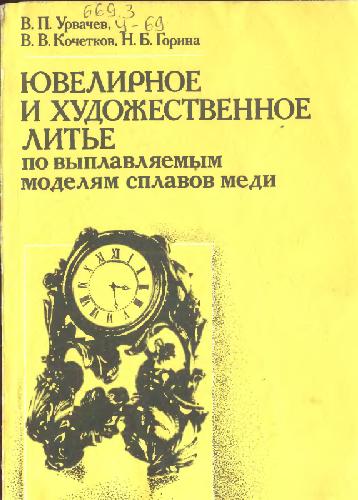 669.3
У-69
В. П. Урвачев,
В. В. Кочетков, Н. Б. Горина
ЮВЕЛИРНОЕ
И ХУДОЖЕСТВЕННОЕ
ЛИТЬЕ
ПО ВЫПЛАВЛЯЕМЫМ
МОДЕЛЯМ СПЛАВОВ МЕДИ